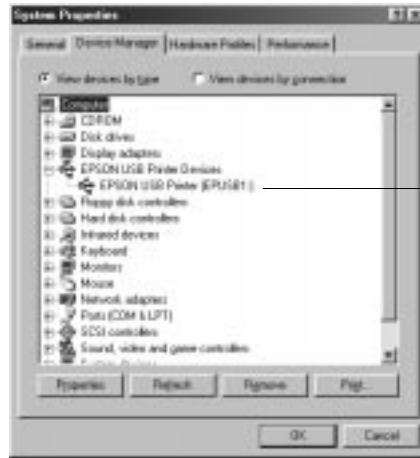 System Properties
General Device Manager Hardware Profiles Performance
View devices by type View devices by connection
Computer
CDROM
Disk drives
Display adapters
EPSON USB Printer Devices
EPSON USB Printer (EPUSB1:)
Floppy disk controllers
Hard disk controllers
Infrared devices
Keyboard
Monitors
Mouse
Network adapters
Ports (COM & LPT)
SCSI controllers
Sound, video and game controllers
Properties Refresh Remove Print...
OK Cancel